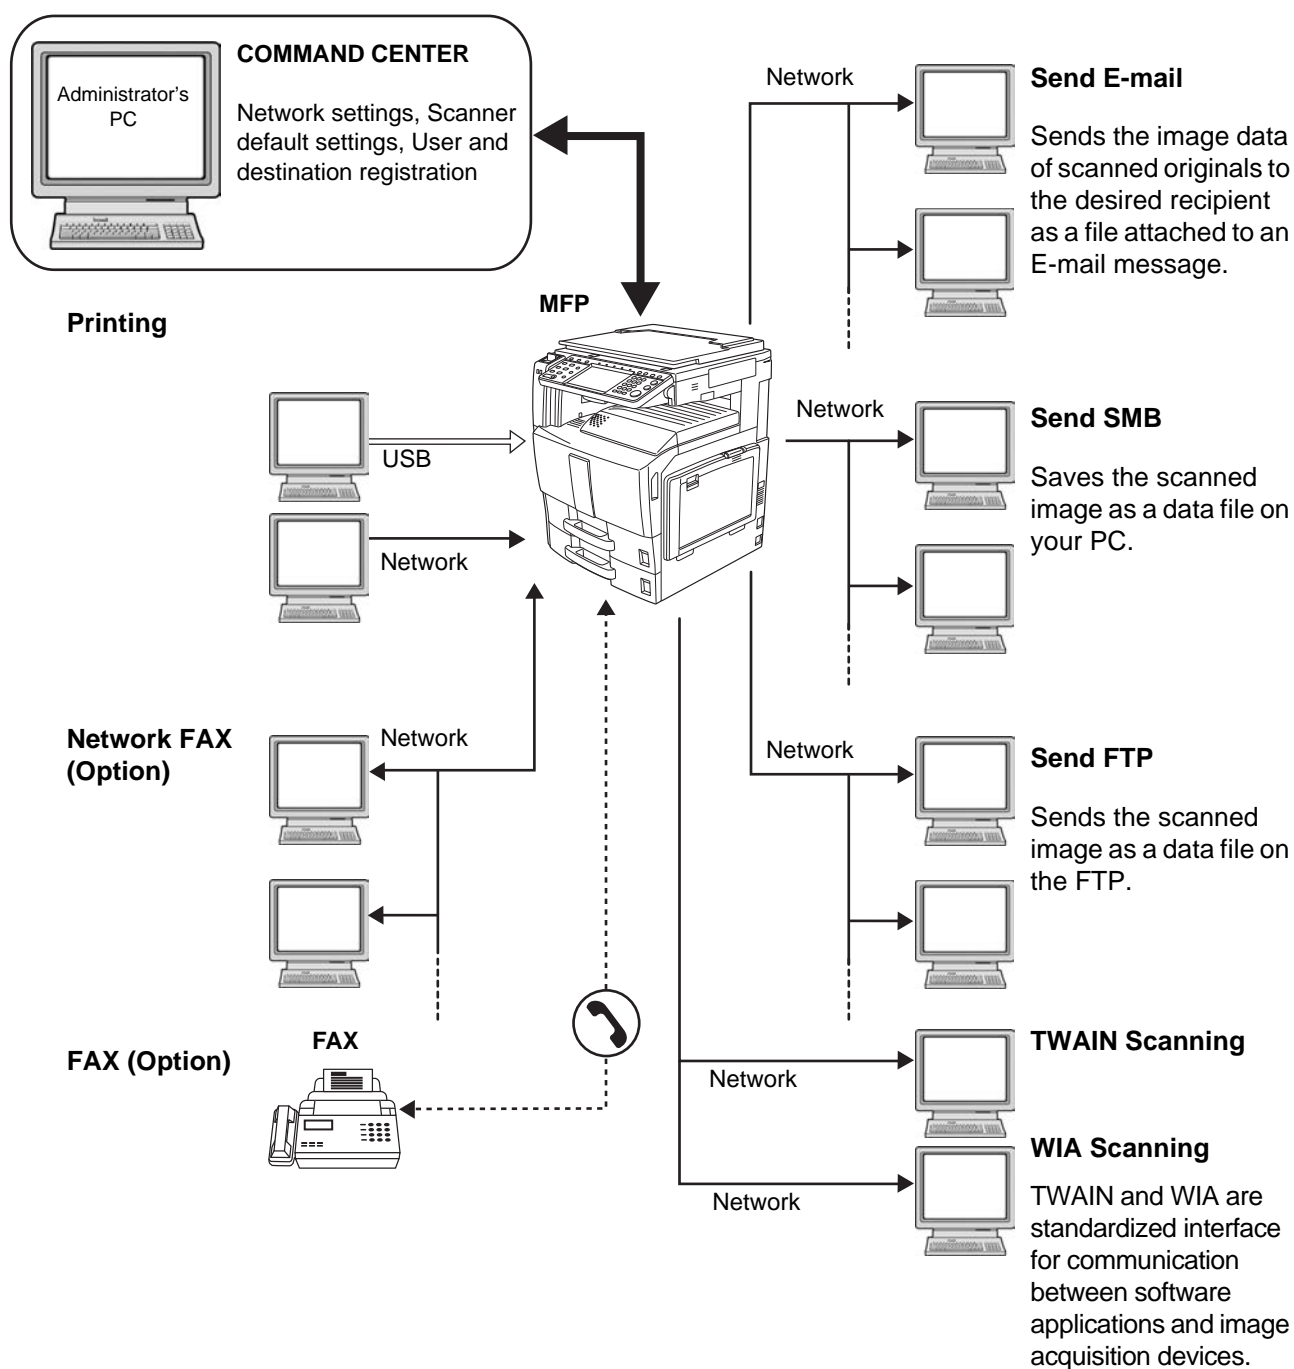 COMMAND CENTER
Administrator's
PC
Network settings, Scanner
default settings, User and
destination registration
Network
Send E-mail
Sends the image data
of scanned originals to
the desired recipient
as a file attached to an
E-mail message.
MFP
Printing
USB
Network
Network
Send SMB
Saves the scanned
image as a data file on
your PC.
Network FAX
(Option)
Network
Network
Send FTP
Sends the scanned
image as a data file on
the FTP.
FAX (Option)
FAX
Network
TWAIN Scanning
Network
WIA Scanning
TWAIN and WIA are
standardized interface
for communication
between software
applications and image
acquisition devices.